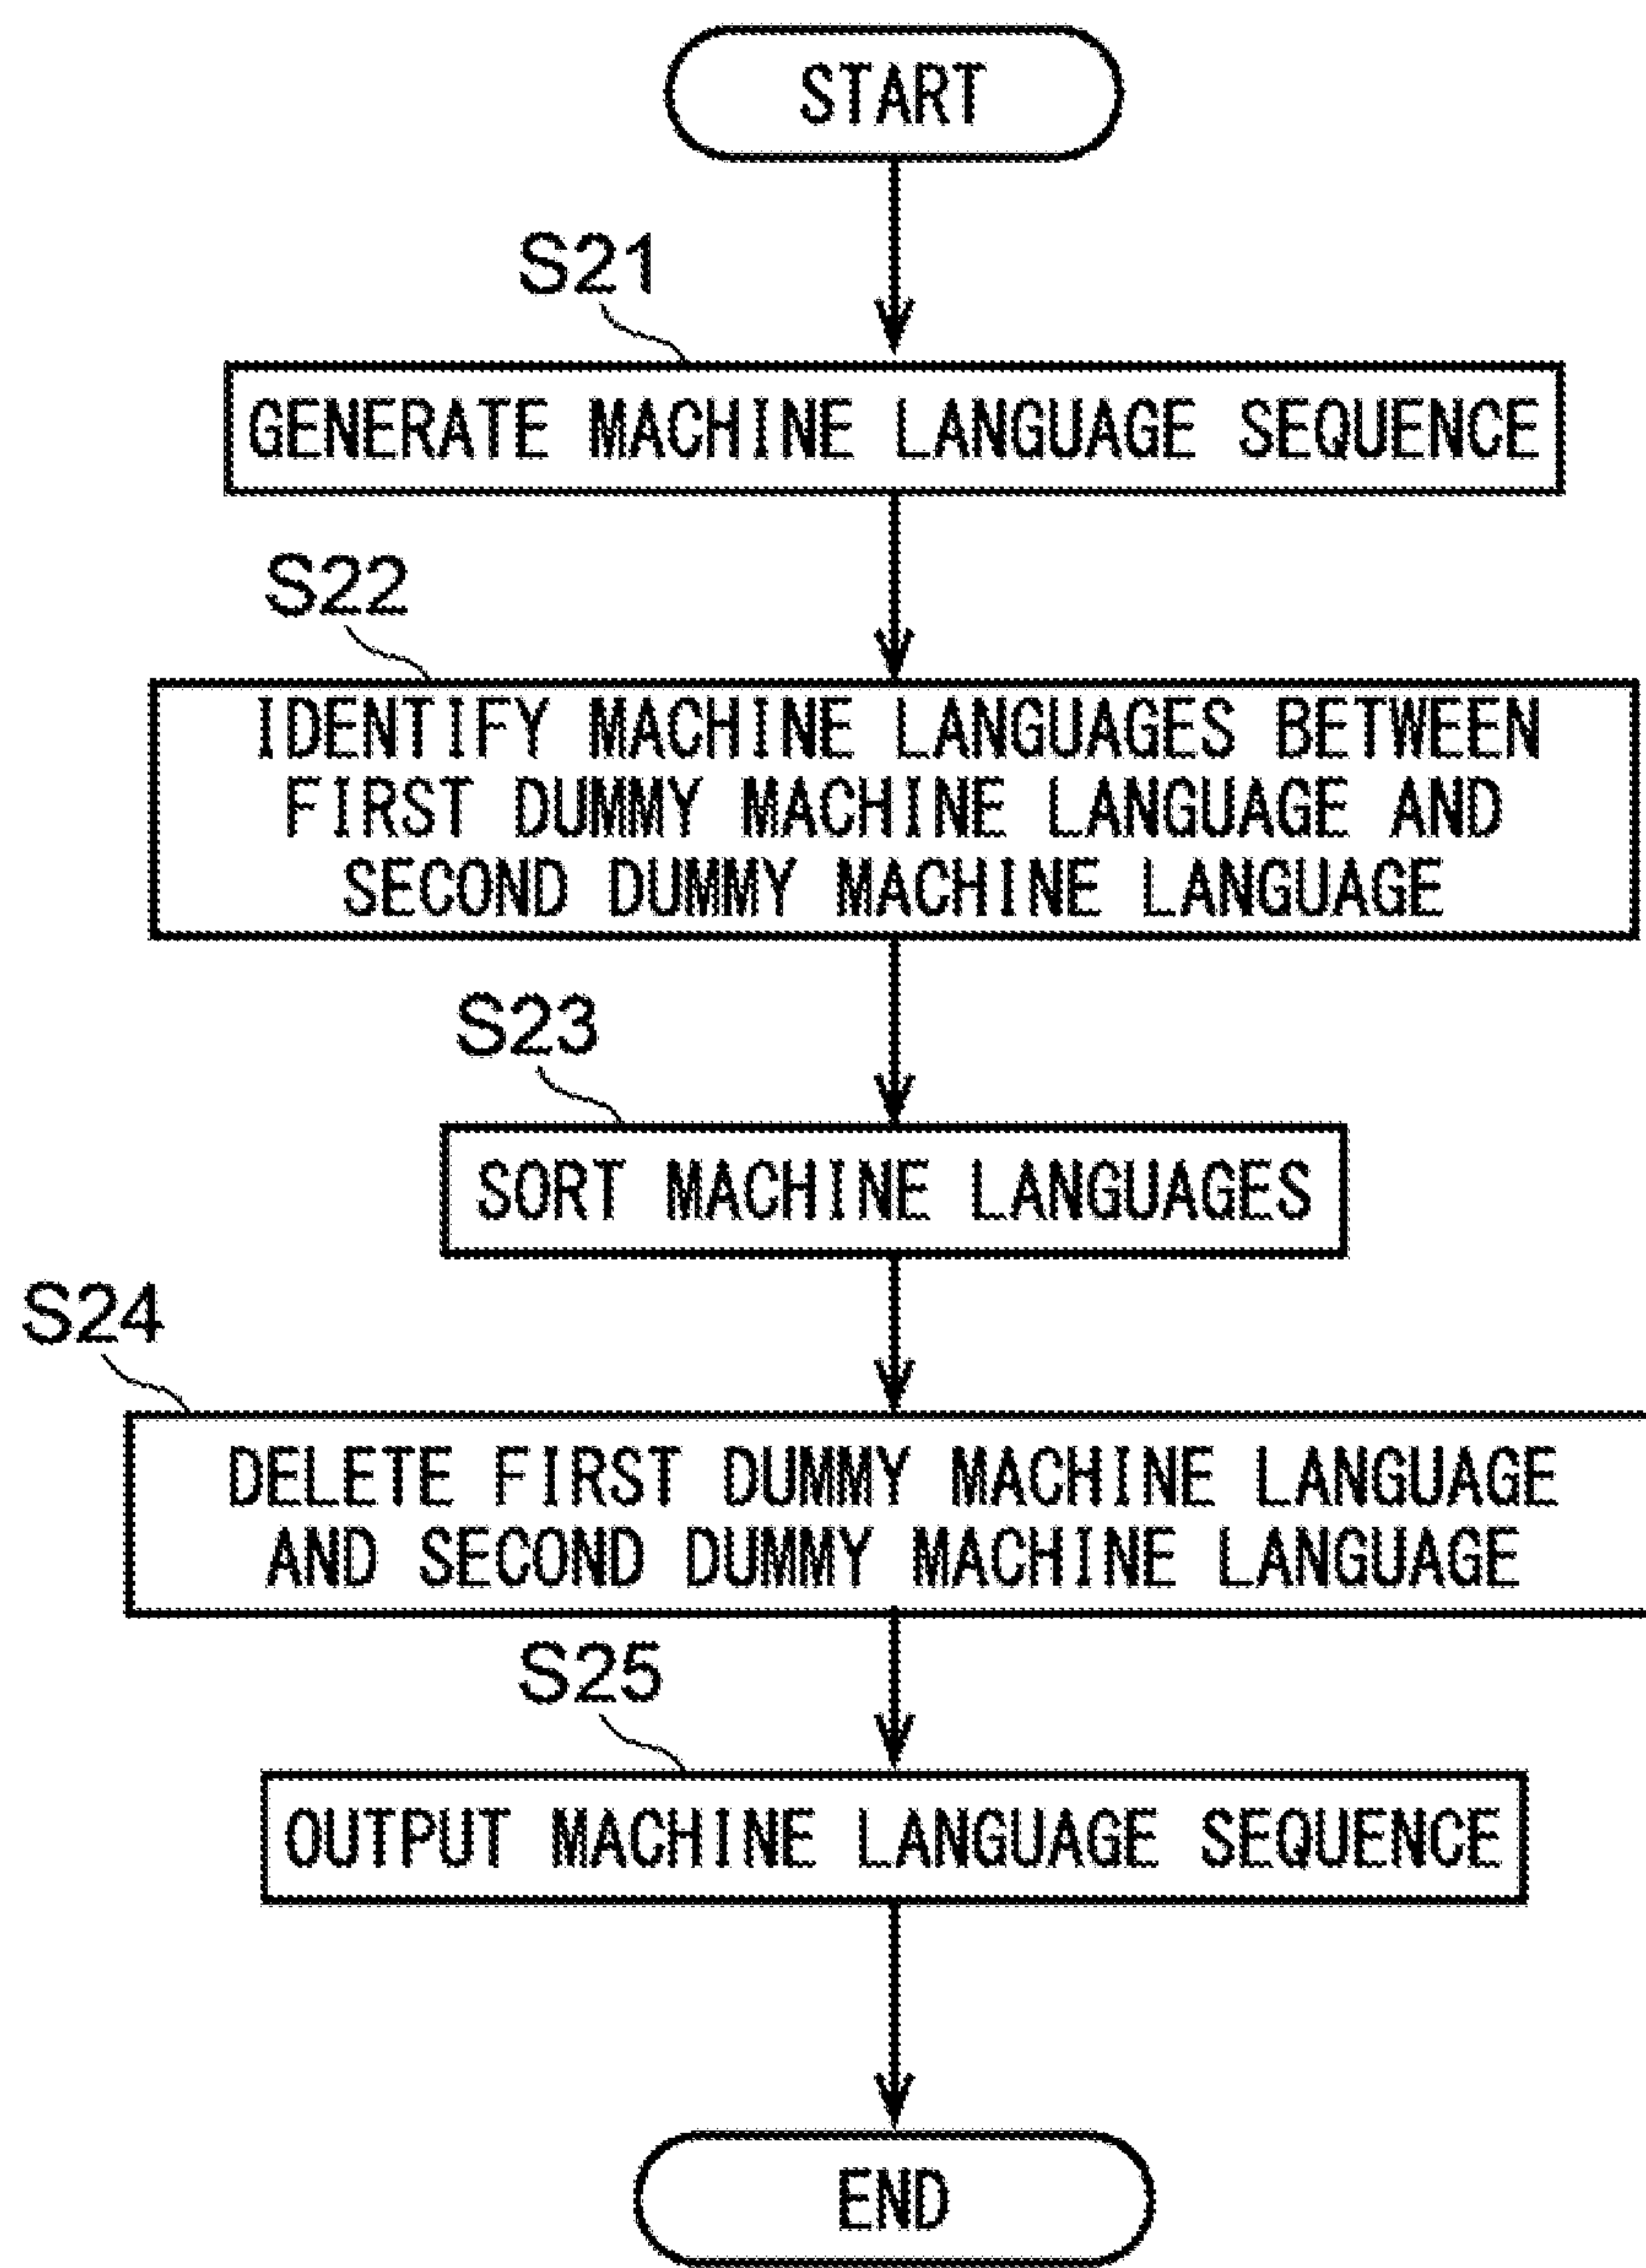 START
S21
GENERATE MACHINE LANGUAGE SEQUENCE
S22
IDENTIFY MACHINE LANGUAGES BETWEEN
FIRST DUMMY MACHINE LANGUAGE AND
SECOND DUMMY MACHINE LANGUAGE
S23
SORT MACHINE LANGUAGES
S24
DELETE FIRST DUMMY MACHINE LANGUAGE
AND SECOND DUMMY MACHINE LANGUAGE
S25
OUTPUT MACHINE LANGUAGE SEQUENCE
END